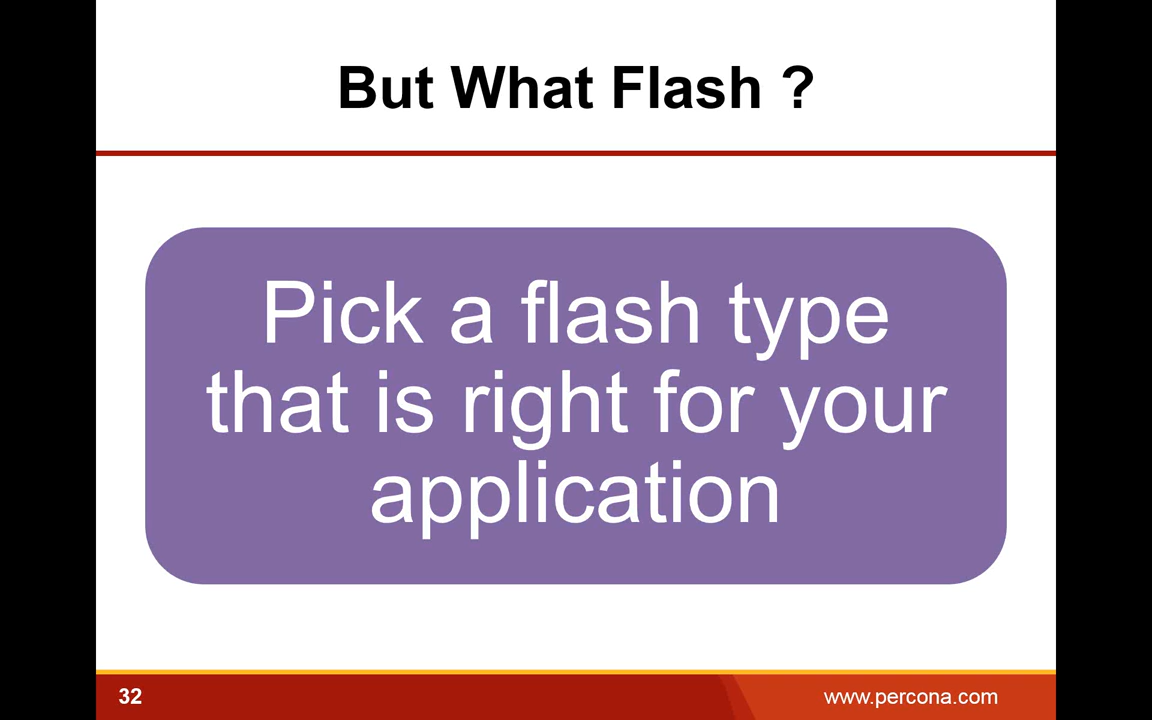 But What Flash ?
Pick a flash type
that is right for your
application
32
www.percona.com